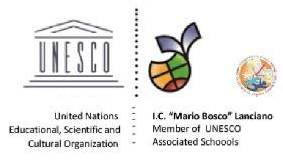 UNESCO
United Nations
Educational, Scientific and
Cultural Organization
I.C. "Mario Bosco" Lanciano
Member of UNESCO
Associated Schoools